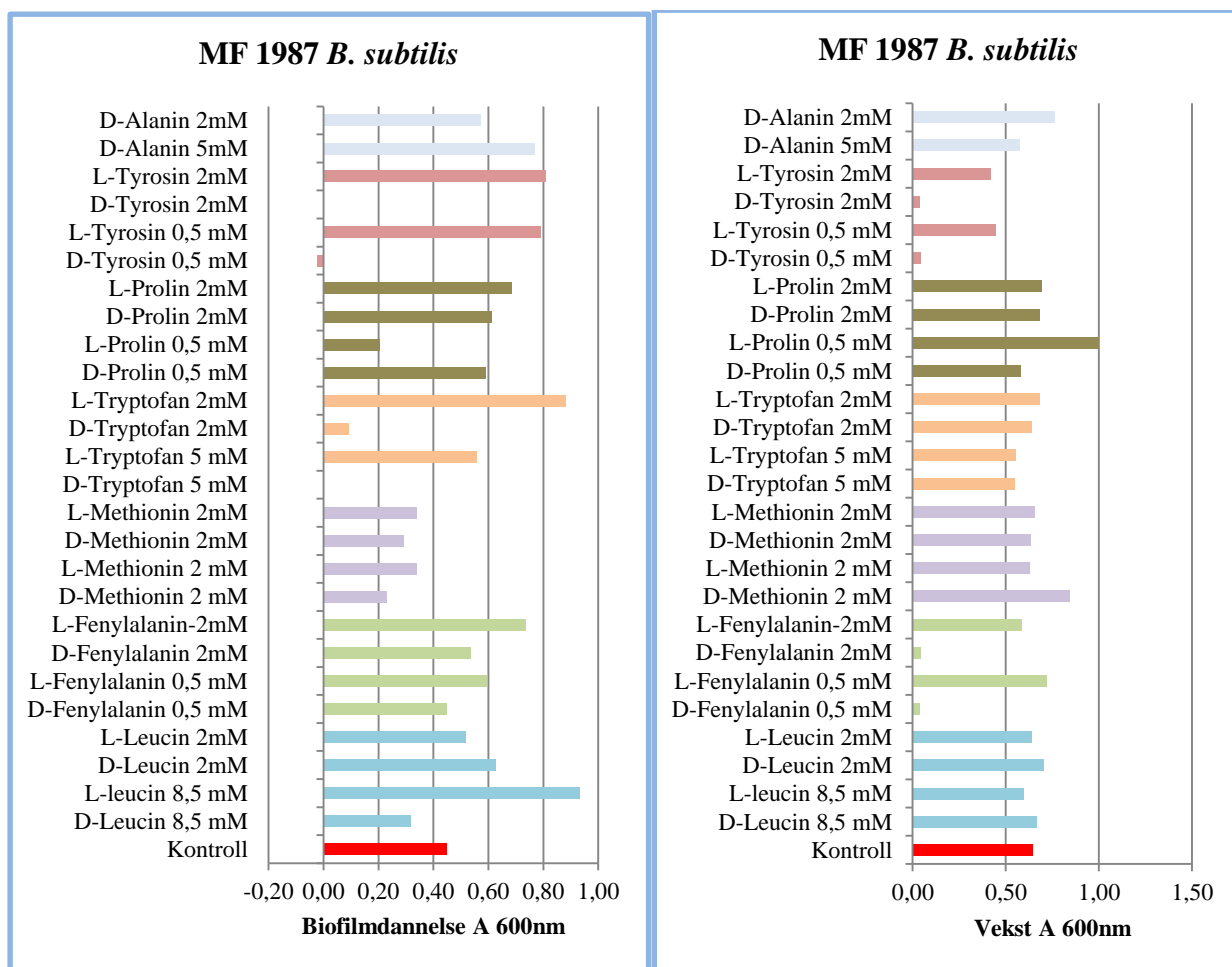 MF 1987 B. subtilis
D-Alanin 2mM
D-Alanin 5mM
L-Tyrosin 2mM
D-Tyrosin 2mM
L-Tyrosin 0,5 mM
D-Tyrosin 0,5 mM
L-Prolin 2mM
D-Prolin 2mM
L-Prolin 0,5 mM
D-Prolin 0,5 mM
L-Tryptofan 2mM
D-Tryptofan 2mM
L-Tryptofan 5 mM
D-Tryptofan 5 mM
L-Methionin 2mM
D-Methionin 2mM
L-Methionin 2 mM
D-Methionin 2 mM
L-Fenylalanin-2mM
D-Fenylalanin 2mM
L-Fenylalanin 0,5 mM
D-Fenylalanin 0,5 mM
L-Leucin 2mM
D-Leucin 2mM
L-leucin 8,5 mM
D-Leucin 8,5 mM
Kontroll
-0,20 0,00 0,20 0,40 0,60 0,80 1,00
Biofilmdannelse A 600nm
MF 1987 B. subtilis
D-Alanin 2mM
D-Alanin 5mM
L-Tyrosin 2mM
D-Tyrosin 2mM
L-Tyrosin 0,5 mM
D-Tyrosin 0,5 mM
L-Prolin 2mM
D-Prolin 2mM
L-Prolin 0,5 mM
D-Prolin 0,5 mM
L-Tryptofan 2mM
D-Tryptofan 2mM
L-Tryptofan 5 mM
D-Tryptofan 5 mM
L-Methionin 2mM
D-Methionin 2mM
L-Methionin 2 mM
D-Methionin 2 mM
L-Fenylalanin-2mM
D-Fenylalanin 2mM
L-Fenylalanin 0,5 mM
D-Fenylalanin 0,5 mM
L-Leucin 2mM
D-Leucin 2mM
L-leucin 8,5 mM
D-Leucin 8,5 mM
Kontroll
0,00 0,50 1,00 1,50
Vekst A 600nm